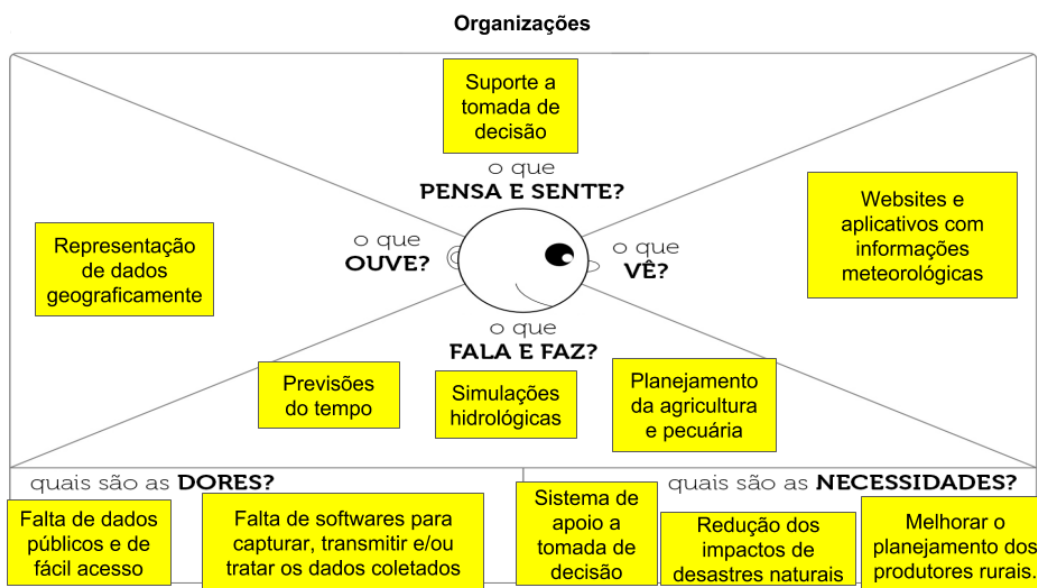 Organizações
Suporte a
tomada de
decisão
o que
PENSA E SENTE?
Representação
de dados
geograficamente
o que
OUVE?
o que
VÊ?
Websites e
aplicativos com
informações
meteorológicas
o que
FALA E FAZ?
Previsões
do tempo
Simulações
hidrológicas
Planejamento
da agricultura
e pecuária
quais são as DORES?
Falta de dados
públicos e de
fácil acesso
Falta de softwares para
capturar, transmitir e/ou
tratar os dados coletados
quais são as NECESSIDADES?
Sistema de
apoio a
tomada de
decisão
Redução dos
impactos de
desastres naturais
Melhorar o
planejamento dos
produtores rurais.